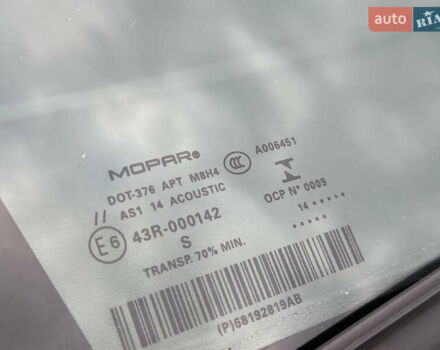 auto RIA
MOPAR®
DOT-376 APT M8H4
CCC A006451
// AS1 14 ACOUSTIC
E6 43R-000142
OCP Nº 0009
S
14 .....
TRANSP. 70% MIN.
(P)68192819AB